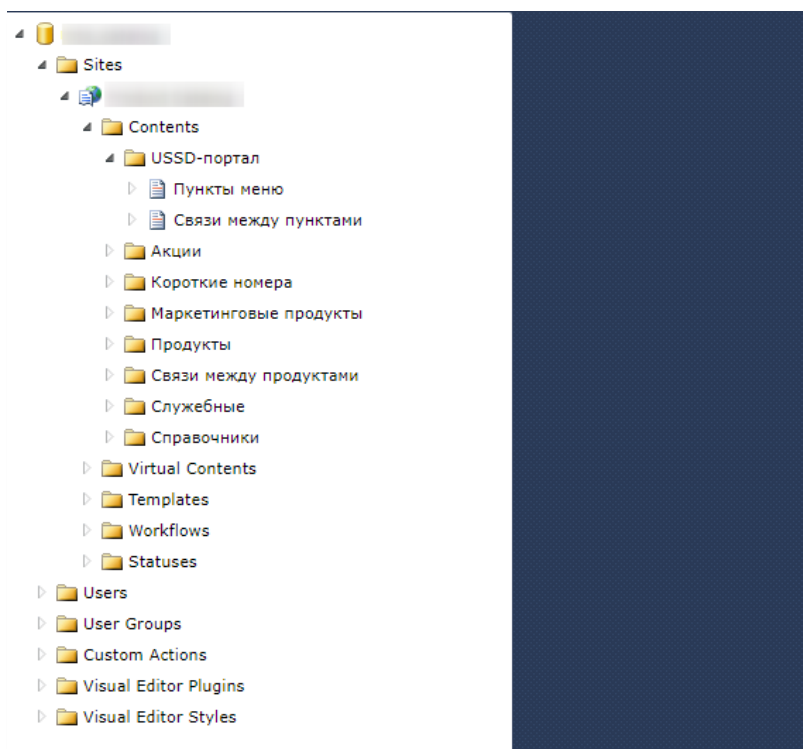 Sites
Contents
USSD-портал
Пункты меню
Связи между пунктами
Акции
Короткие номера
Маркетинговые продукты
Продукты
Связи между продуктами
Служебные
Справочники
Virtual Contents
Templates
Workflows
Statuses
Users
User Groups
Custom Actions
Visual Editor Plugins
Visual Editor Styles